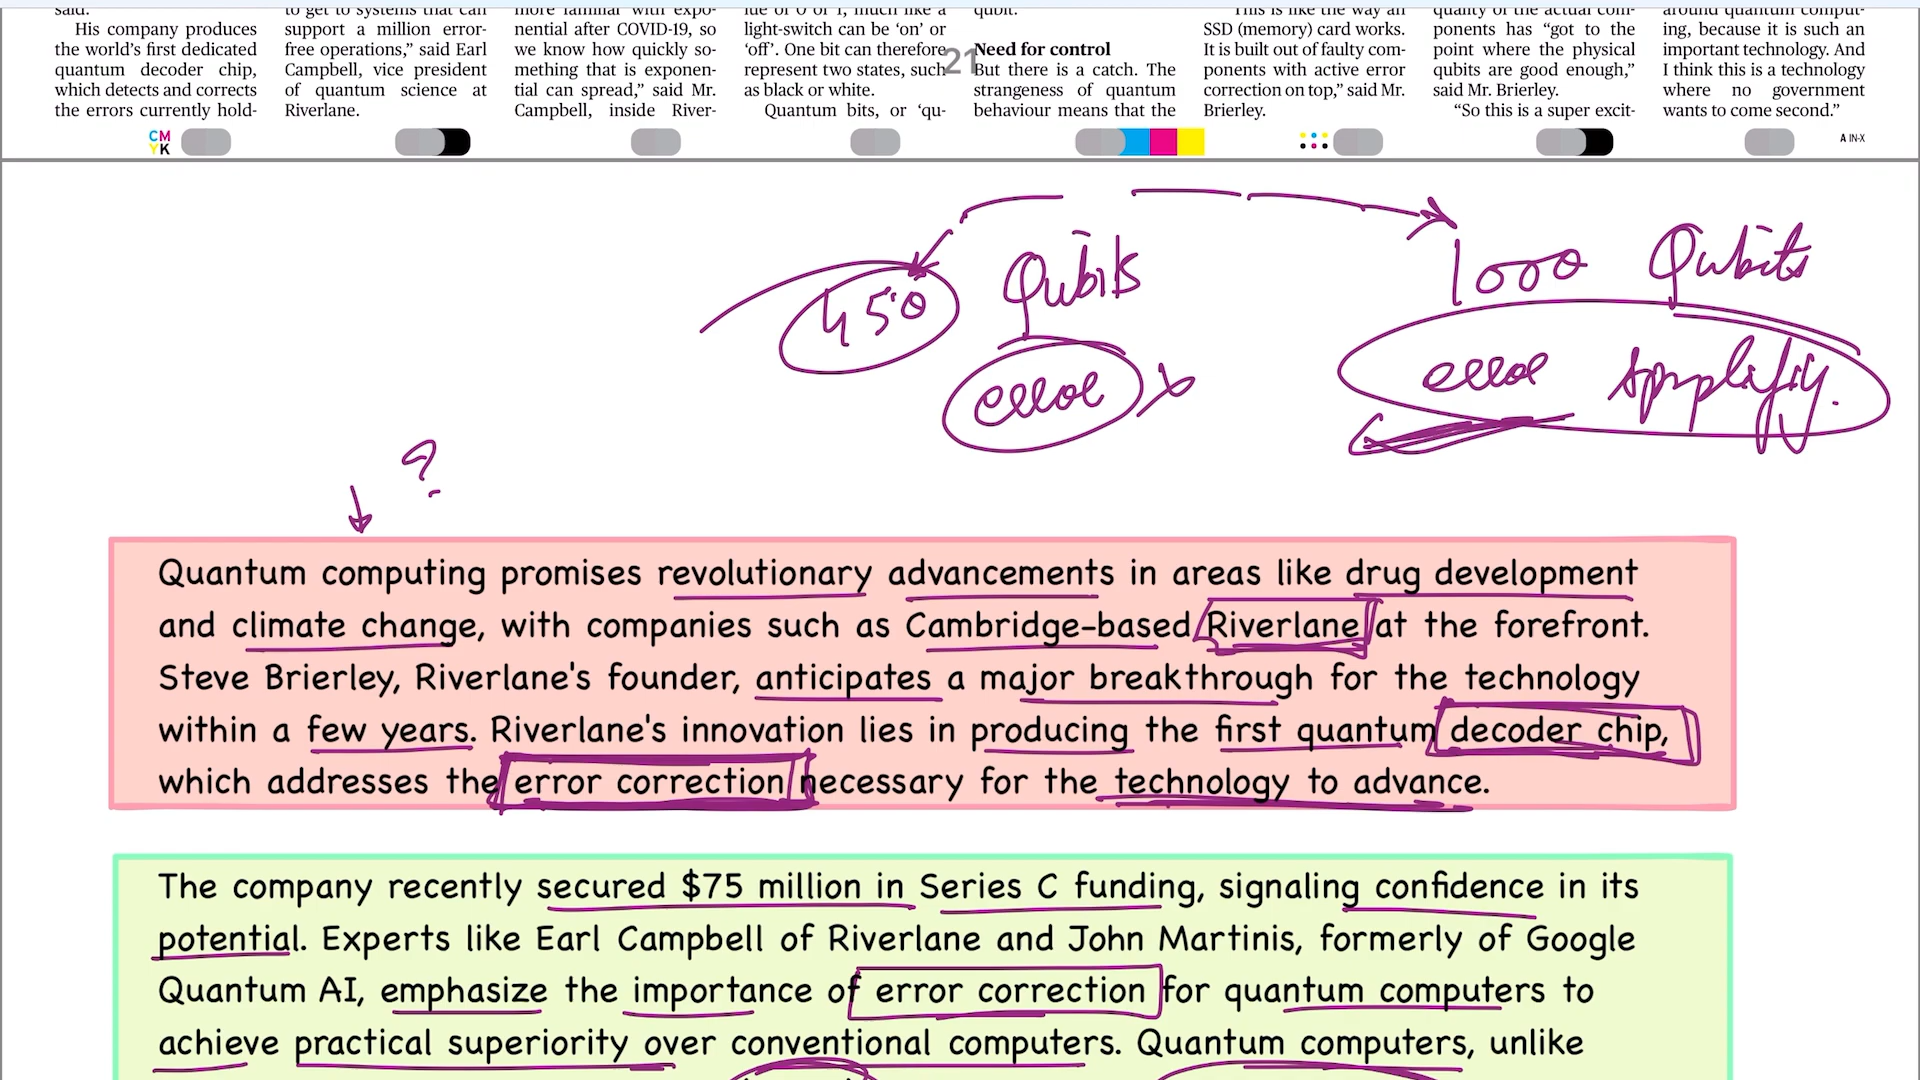 said.
His company produces
the world's first dedicated
quantum decoder chip,
which detects and corrects
the errors currently hold-
to get to systems that can
support a million error-
free operations," said Earl
Campbell, vice president
of quantum science at
Riverlane.
more familiar with expo-
nential after COVID-19, so
we know how quickly so-
mething that is exponen-
tial can spread," said Mr.
Campbell, inside River-
lue of 0 or 1, much like a
light-switch can be 'on' or
'off'. One bit can therefore
represent two states, such
as black or white.
Quantum bits, or 'qu-
qubit.
Need for control
But there is a catch. The
strangeness of quantum
behaviour means that the
This is like the way an
SSD (memory) card works.
It is built out of faulty com-
ponents with active error
correction on top," said Mr.
Brierley.
quality of the actual com-
ponents has "got to the
point where the physical
qubits are good enough,"
said Mr. Brierley.
"So this is a super excit-
around quantum comput-
ing, because it is such an
important technology. And
I think this is a technology
where no government
wants to come second."
21
CM
YK
A IN-X
450 Qubits
error
1000 Qubits
error
?
Quantum computing promises revolutionary advancements in areas like drug development
and climate change, with companies such as Cambridge-based Riverlane at the forefront.
Steve Brierley, Riverlane's founder, anticipates a major breakthrough for the technology
within a few years. Riverlane's innovation lies in producing the first quantum decoder chip,
which addresses the error correction necessary for the technology to advance.
The company recently secured $75 million in Series C funding, signaling confidence in its
potential. Experts like Earl Campbell of Riverlane and John Martinis, formerly of Google
Quantum AI, emphasize the importance of error correction for quantum computers to
achieve practical superiority over conventional computers. Quantum computers, unlike